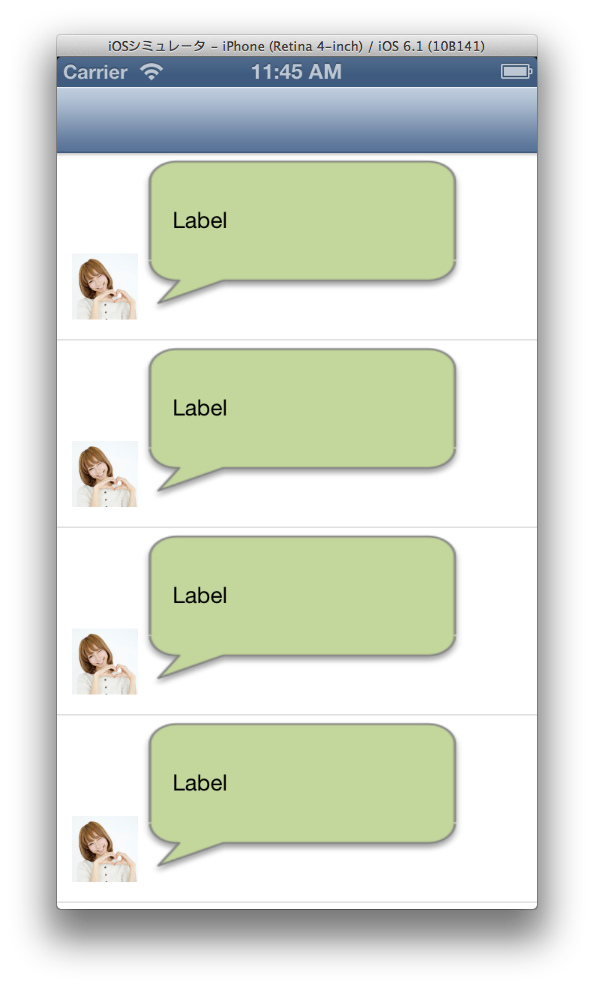 iOSシミュレータ - iPhone (Retina 4-inch) / iOS 6.1 (10B141)
Carrier 11:45 AM
Label
Label
Label
Label